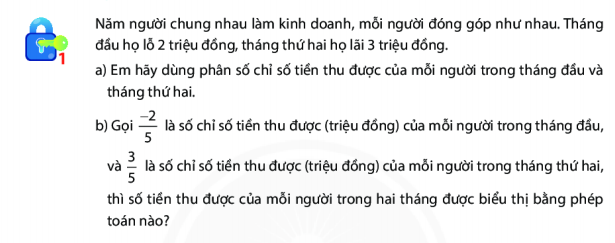 Năm người chung nhau làm kinh doanh, mỗi người đóng góp như nhau. Tháng
đầu họ lỗ 2 triệu đồng, tháng thứ hai họ lãi 3 triệu đồng.
1
a) Em hãy dùng phân số chỉ số tiền thu được của mỗi người trong tháng đầu và
tháng thứ hai.
b) Gọi -2/5 là số chỉ số tiền thu được (triệu đồng) của mỗi người trong tháng đầu,
và 3/5 là số chỉ số tiền thu được (triệu đồng) của mỗi người trong tháng thứ hai,
thì số tiền thu được của mỗi người trong hai tháng được biểu thị bằng phép
toán nào?